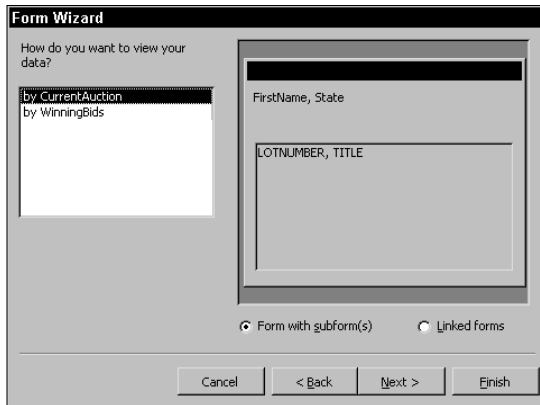 Form Wizard
How do you want to view your
data?
by CurrentAuction
by WinningBids
FirstName, State
LOTNUMBER, TITLE
Form with subform(s)
Linked forms
Cancel
< Back
Next >
Finish